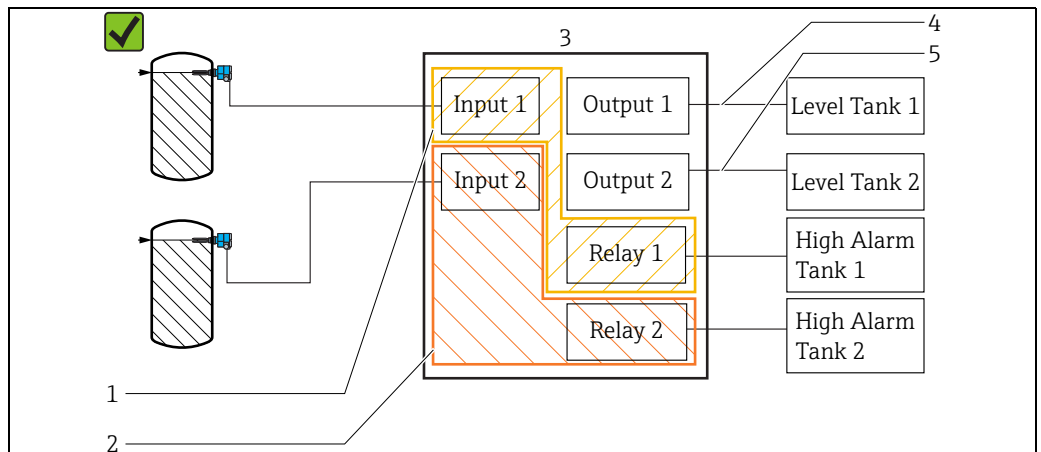 3
4
5
Input 1
Output 1
Level Tank 1
Input 2
Output 2
Level Tank 2
Relay 1
High Alarm
Tank 1
Relay 2
High Alarm
Tank 2
1
2